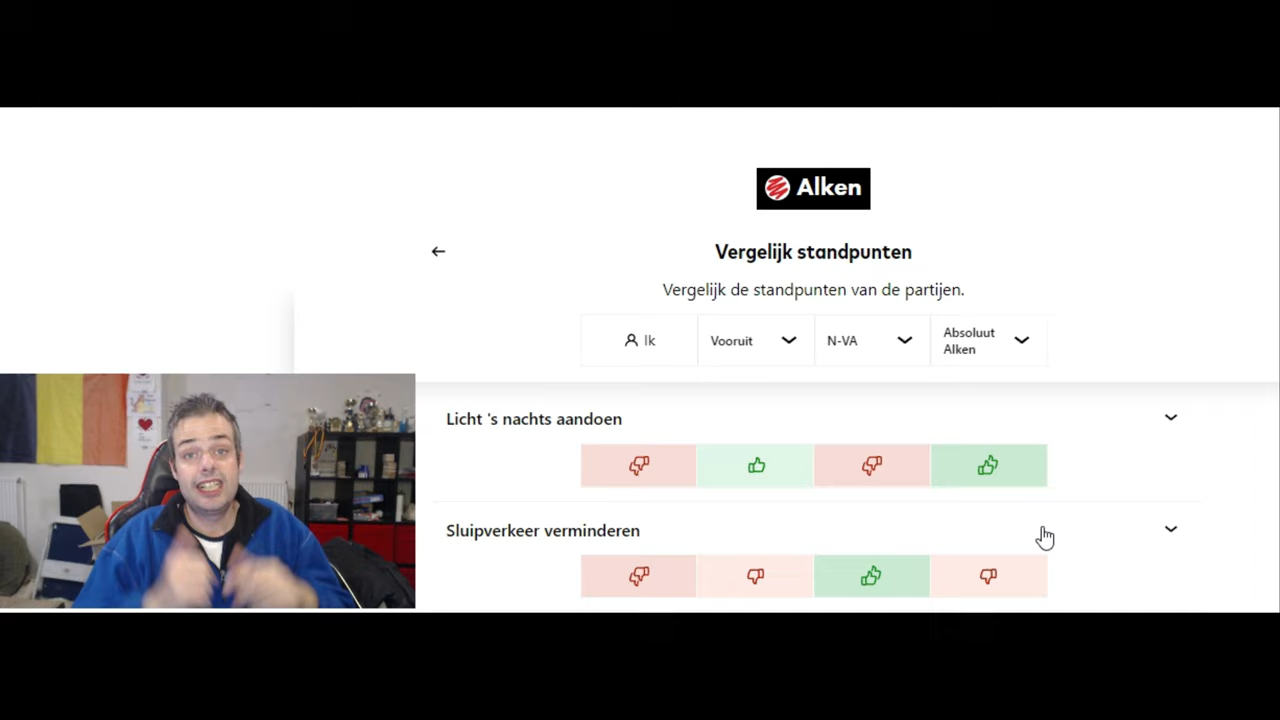 Alken
Vergelijk standpunten
Vergelijk de standpunten van de partijen.
Ik
Vooruit
N-VA
Absoluut
Alken
Licht 's nachts aandoen
Sluipverkeer verminderen